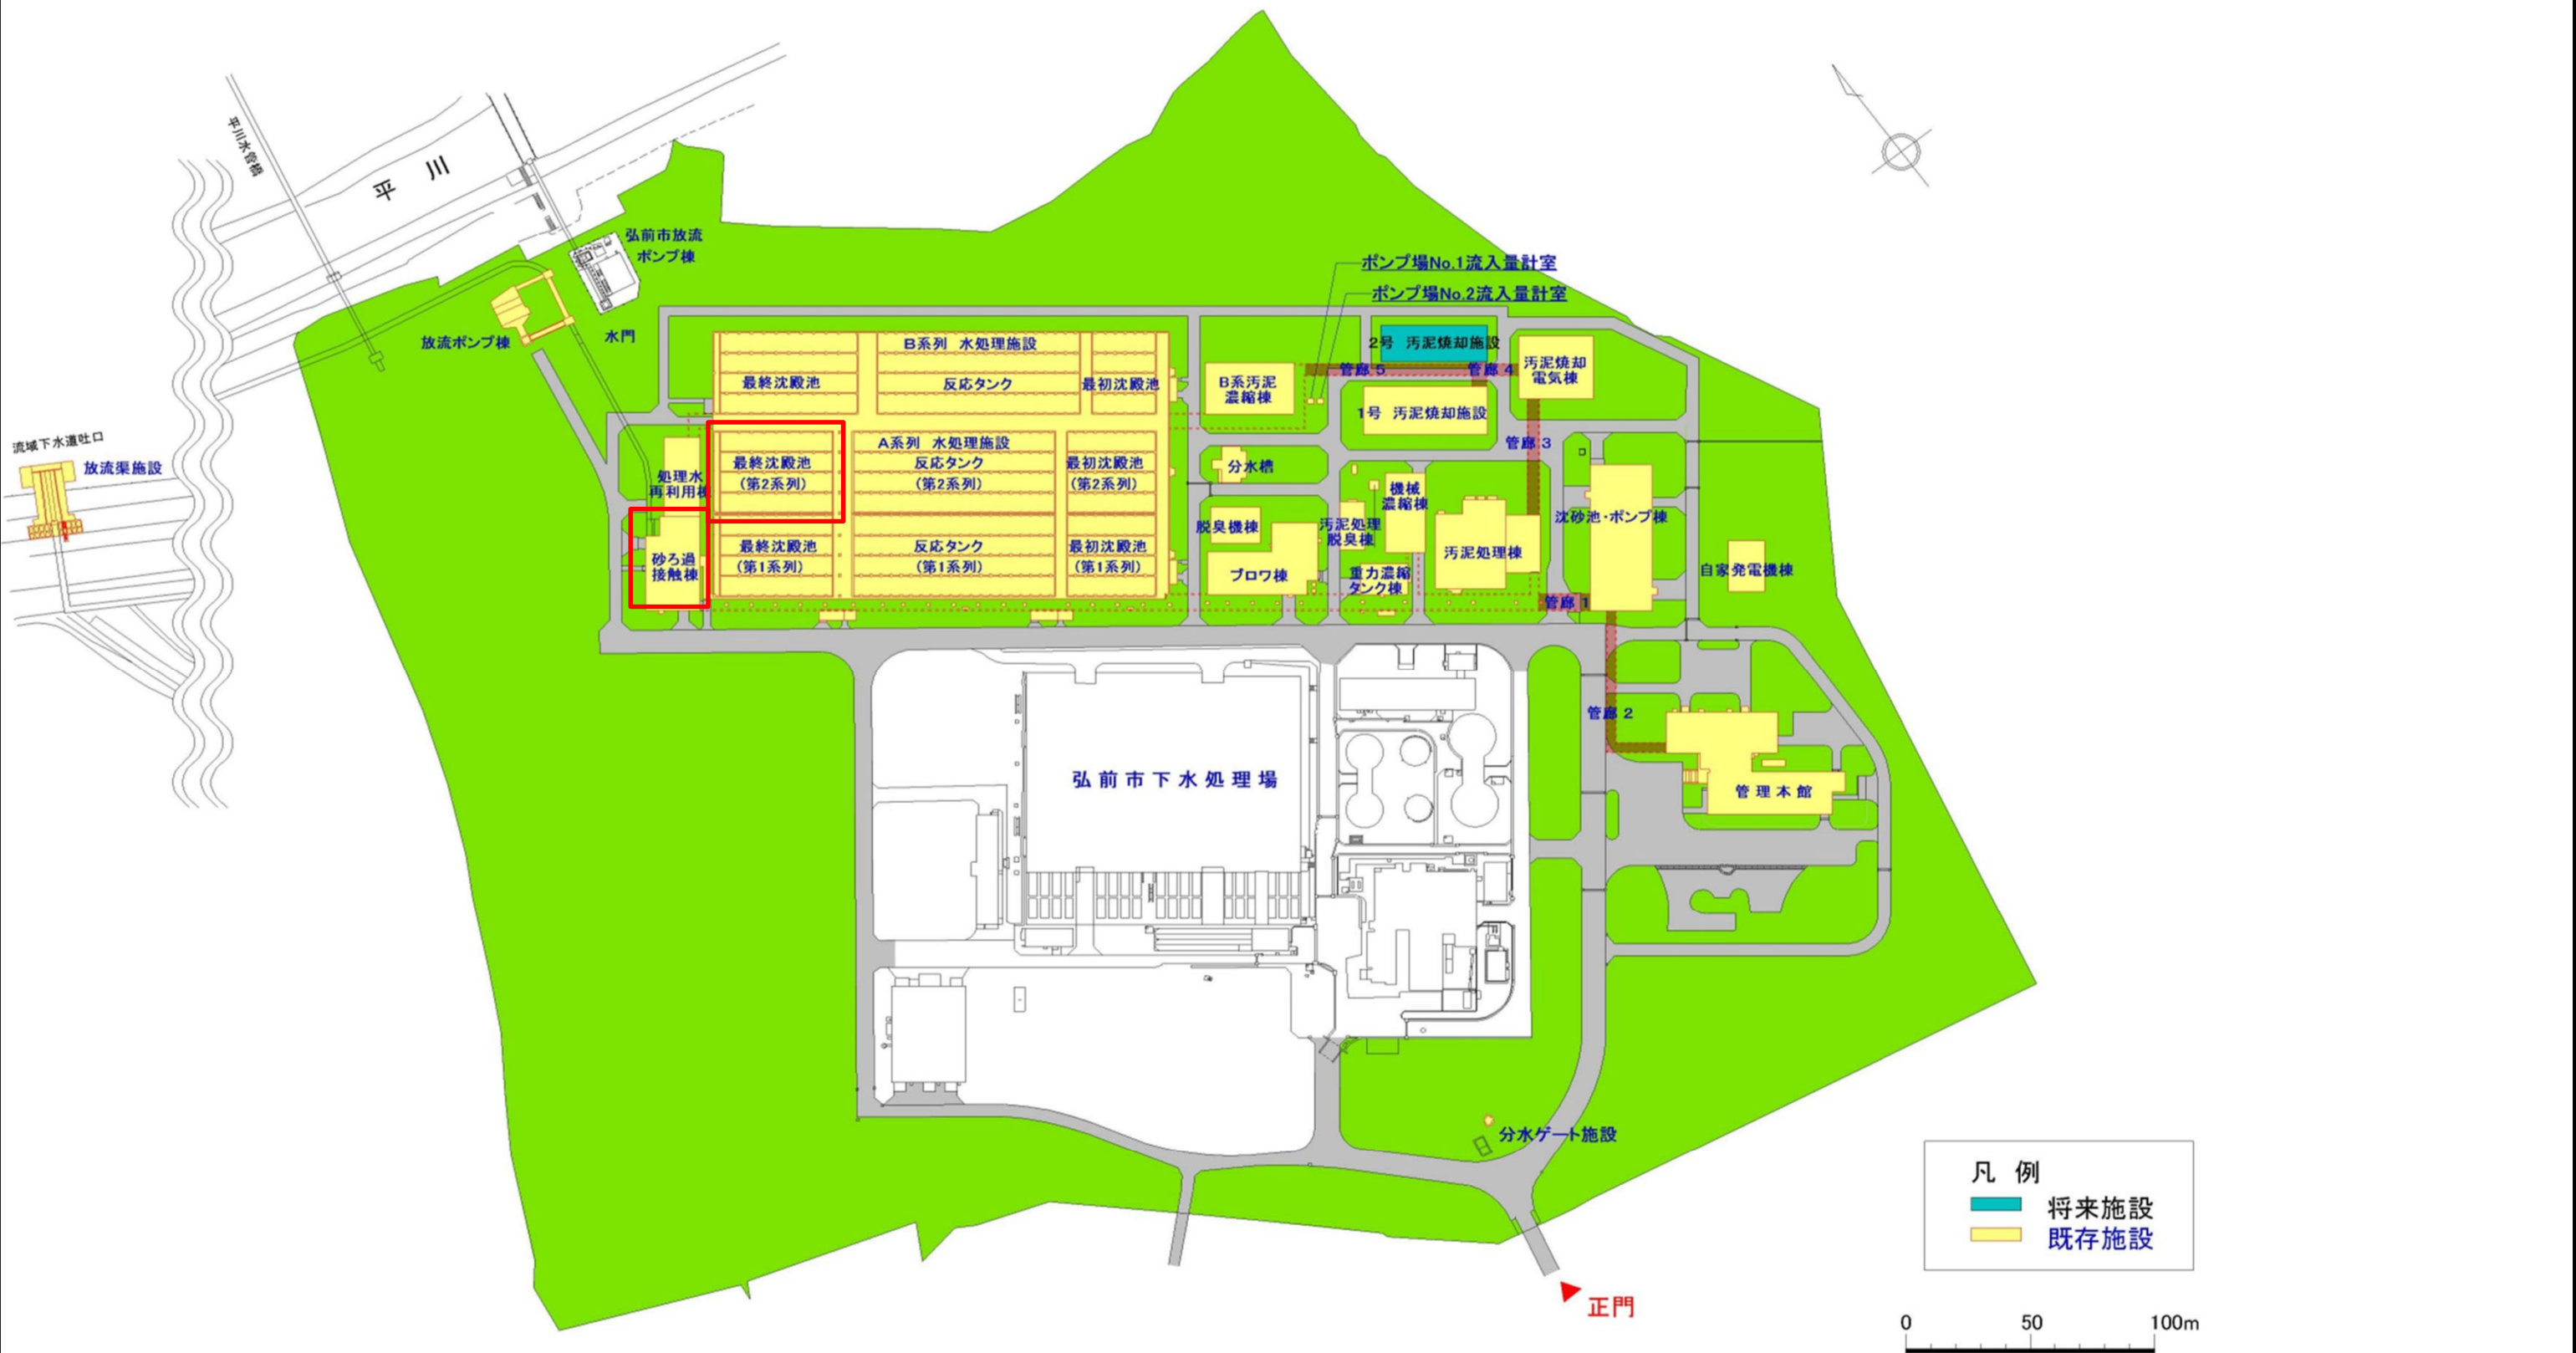 平川水管橋
平 川
弘前市放流
ポンプ棟
放流ポンプ棟
水門
流域下水道吐口
放流渠施設
ポンプ場No.1流入量計室
ポンプ場No.2流入量計室
B系列 水処理施設
最終沈殿池
反応タンク
最初沈殿池
A系列 水処理施設
最終沈殿池
(第2系列)
反応タンク
(第2系列)
最初沈殿池
(第2系列)
最終沈殿池
(第1系列)
反応タンク
(第1系列)
最初沈殿池
(第1系列)
処理水
再利用棟
砂ろ過
接触棟
B系汚泥
濃縮棟
2号 汚泥焼却施設
管廊 5
管廊 4
汚泥焼却
電気棟
1号 汚泥焼却施設
管廊 3
分水槽
機械
濃縮棟
脱臭機棟
汚泥処理
脱臭棟
汚泥処理棟
沈砂池・ポンプ棟
ブロワ棟
重力濃縮
タンク棟
自家発電機棟
管廊 1
管廊 2
弘前市下水処理場
管理本館
分水ゲート施設
正門
凡 例
将来施設
既存施設
0 50 100m